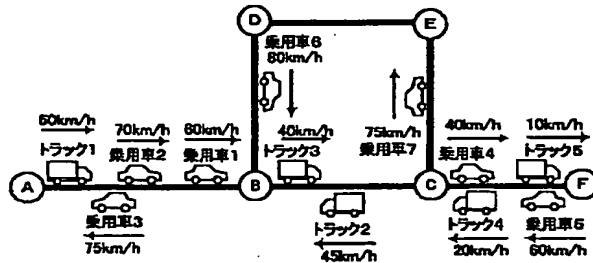 D
E
乗用車6
80km/h
60km/h
トラック1
70km/h
乗用車2
60km/h
乗用車1
40km/h
トラック3
75km/h
乗用車7
40km/h
乗用車4
10km/h
トラック5
A
B
C
F
乗用車3
75km/h
トラック2
45km/h
トラック4
20km/h
乗用車5
60km/h